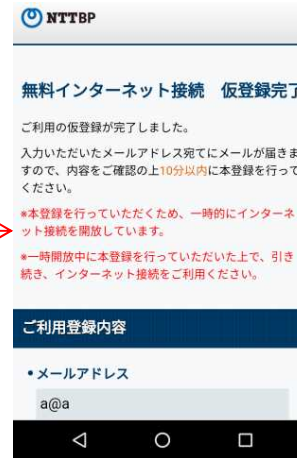 NTTBP
無料インターネット接続 仮登録完了
ご利用の仮登録が完了しました。
入力いただいたメールアドレス宛てにメールが届きま
すので、内容をご確認の上10分以内に本登録を行って
ください。
*本登録を行っていただくため、一時的にインターネ
ット接続を開放しています。
*一時開放中に本登録を行っていただいた上で、引き
続き、インターネット接続をご利用ください。
ご利用登録内容
•メールアドレス
a@a